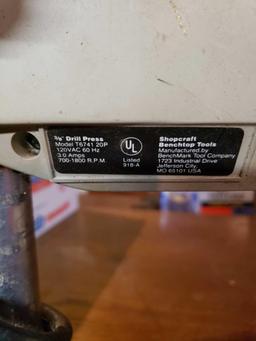 3/8" Drill Press
Model T6741 20P
120VAC 60 Hz
3.0 Amps
700-1800 R.P.M.
UL
Listed
918-A
Shopcraft
Benchtop Tools
Manufactured by
BenchMark Tool Company
1723 Industrial Drive
Jefferson City,
MO 65101 USA